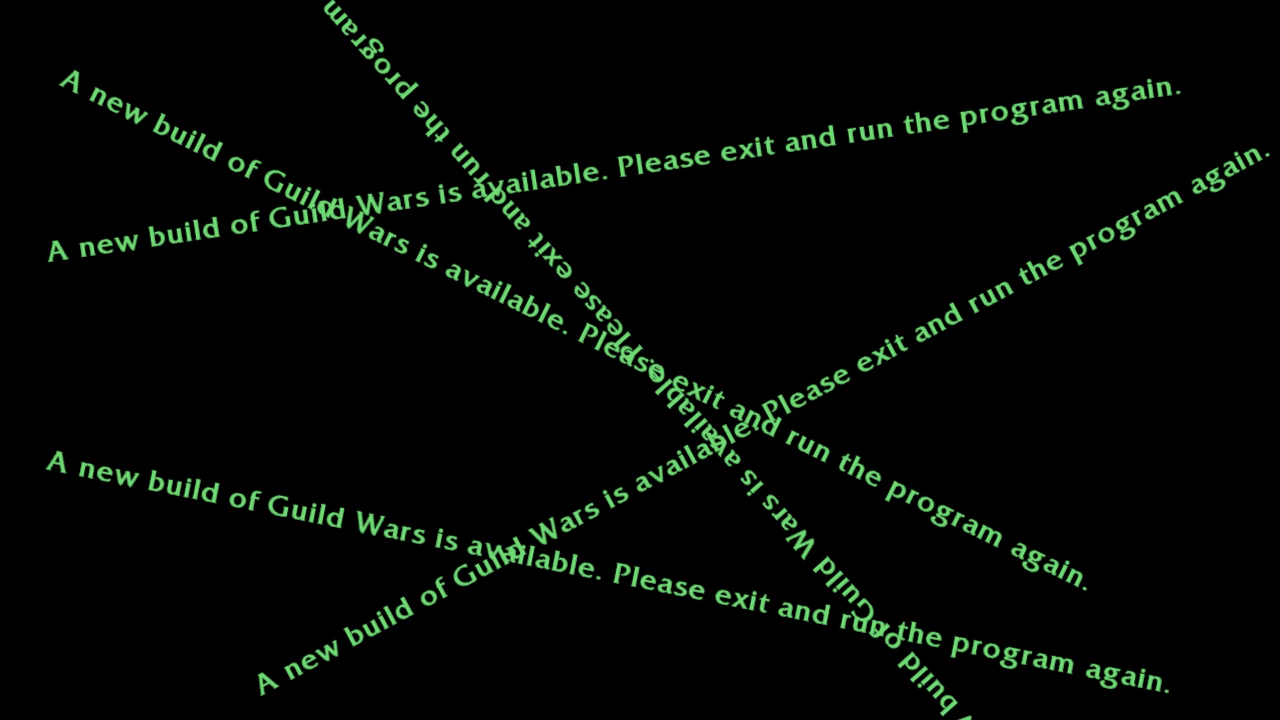 A new build of Guild Wars is available. Please exit and run the program again.
A new build of Guild Wars is available. Please exit and run the program again.
build of Guild Wars is available. Please exit and run the program
A new build of Guild Wars is available. Please exit and run the program again.
A new build of Guild Wars is available. Please exit and run the program again.